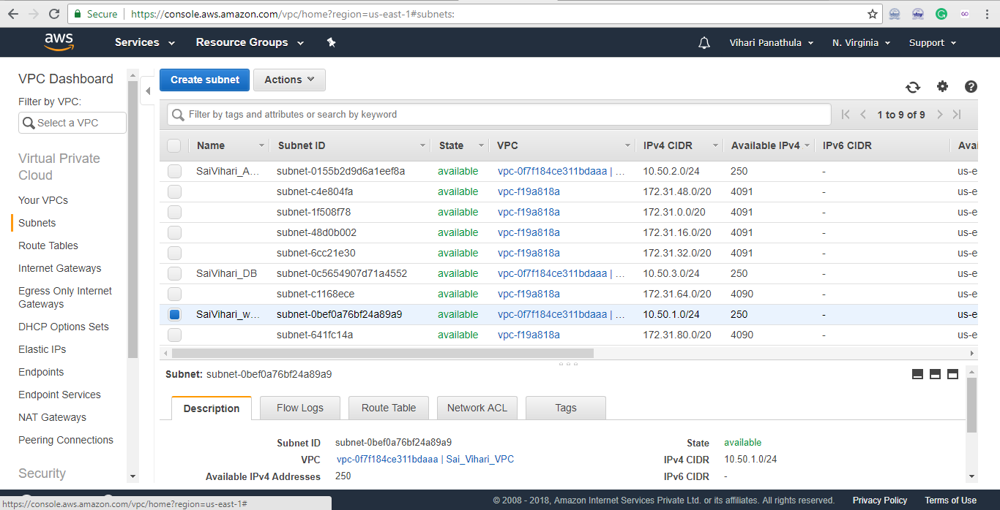 Secure https://console.aws.amazon.com/vpc/home?region=us-east-1#subnets:
aws Services Resource Groups Vihari Panathula N. Virginia Support
VPC Dashboard
Filter by VPC:
Select a VPC
Virtual Private
Cloud
Your VPCs
Subnets
Route Tables
Internet Gateways
Egress Only Internet
Gateways
DHCP Options Sets
Elastic IPs
Endpoints
Endpoint Services
NAT Gateways
Peering Connections
Security
Create subnet Actions
Filter by tags and attributes or search by keyword 1 to 9 of 9
Name Subnet ID State VPC IPv4 CIDR Available IPv4 IPv6 CIDR Avai
SaiVihari_A... subnet-0155b2d9d6a1eef8a available vpc-0f7f184ce311bdaaa | ... 10.50.2.0/24 250 - us-e
subnet-c4e804fa available vpc-f19a818a 172.31.48.0/20 4091 - us-e
subnet-1f508f78 available vpc-f19a818a 172.31.0.0/20 4091 - us-e
subnet-48d0b002 available vpc-f19a818a 172.31.16.0/20 4091 - us-e
subnet-6cc21e30 available vpc-f19a818a 172.31.32.0/20 4091 - us-e
SaiVihari_DB subnet-0c5654907d71a4552 available vpc-0f7f184ce311bdaaa | ... 10.50.3.0/24 250 - us-e
subnet-c1168ece available vpc-f19a818a 172.31.64.0/20 4090 - us-e
SaiVihari_w... subnet-0bef0a76bf24a89a9 available vpc-0f7f184ce311bdaaa | ... 10.50.1.0/24 250 - us-e
subnet-641fc14a available vpc-f19a818a 172.31.80.0/20 4090 - us-e
Subnet: subnet-0bef0a76bf24a89a9
Description Flow Logs Route Table Network ACL Tags
Subnet ID subnet-0bef0a76bf24a89a9 State available
VPC vpc-0f7f184ce311bdaaa | Sai_Vihari_VPC IPv4 CIDR 10.50.1.0/24
Available IPv4 Addresses 250 IPv6 CIDR -
https://console.aws.amazon.com/vpc/home?region=us-east-1# © 2008 - 2018, Amazon Internet Services Private Ltd. or its affiliates. All rights reserved. Privacy Policy Terms of Use